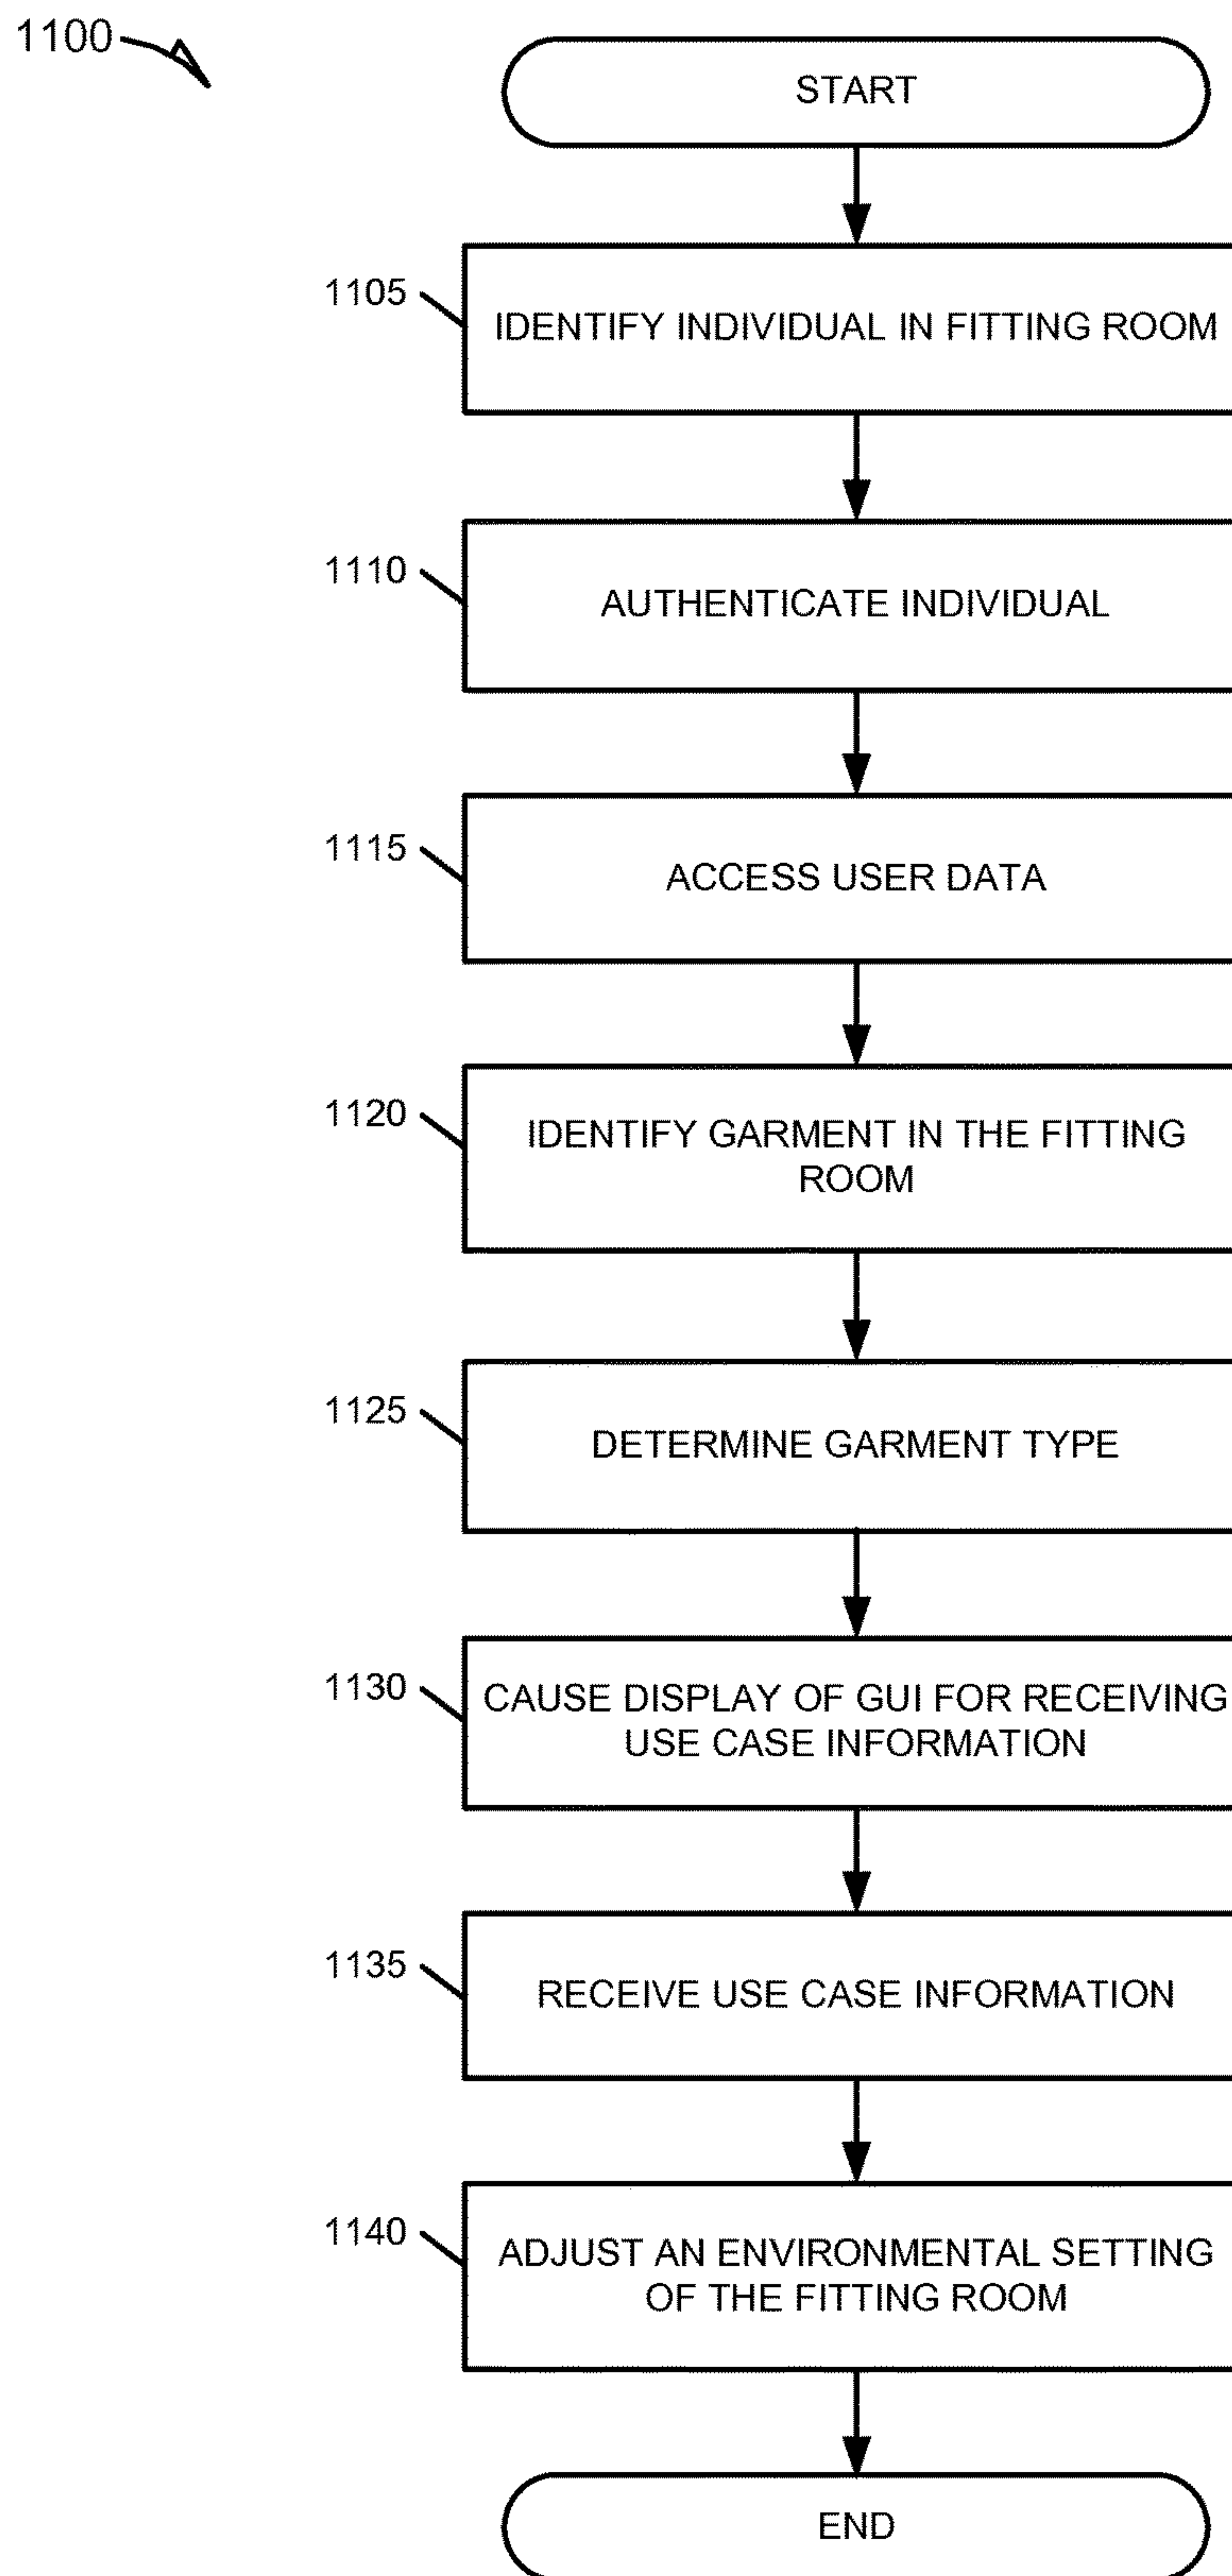 1100
START
1105
IDENTIFY INDIVIDUAL IN FITTING ROOM
1110
AUTHENTICATE INDIVIDUAL
1115
ACCESS USER DATA
1120
IDENTIFY GARMENT IN THE FITTING
ROOM
1125
DETERMINE GARMENT TYPE
1130
CAUSE DISPLAY OF GUI FOR RECEIVING
USE CASE INFORMATION
1135
RECEIVE USE CASE INFORMATION
1140
ADJUST AN ENVIRONMENTAL SETTING
OF THE FITTING ROOM
END